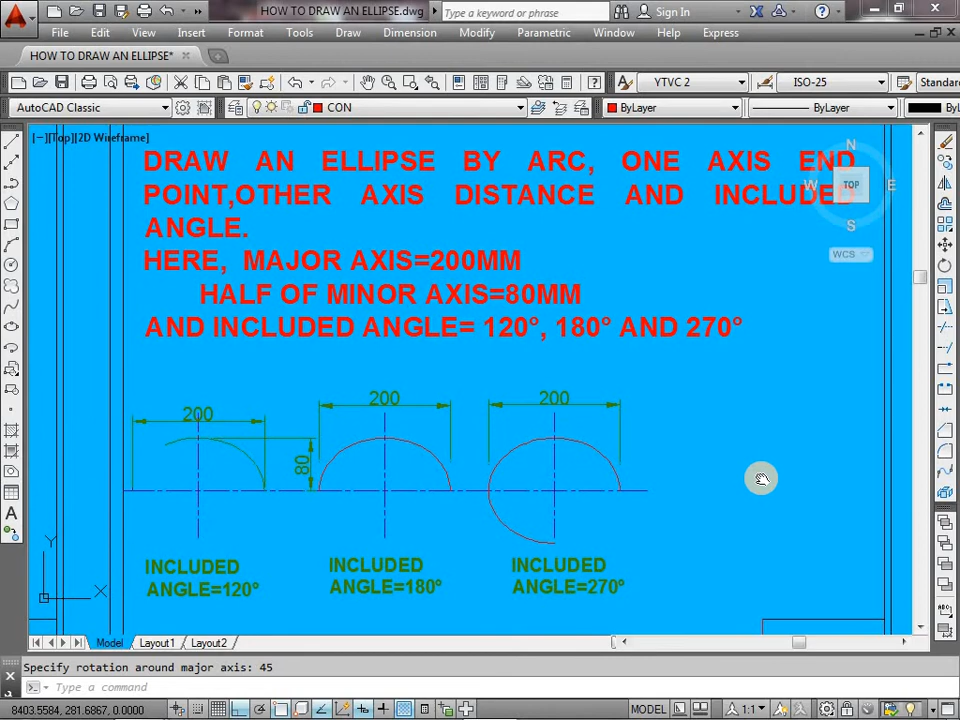 HOW TO DRAW AN ELLIPSE.dwg
Type a keyword or phrase
Sign In
File Edit View Insert Format Tools Draw Dimension Modify Parametric Window Help Express
HOW TO DRAW AN ELLIPSE*
YTVC 2
ISO-25
Standar
AutoCAD Classic
CON
ByLayer
ByLayer
ByL
[−][Top][2D Wireframe]
DRAW AN ELLIPSE BY ARC, ONE AXIS END
POINT,OTHER AXIS DISTANCE AND INCLUDED
ANGLE.
HERE, MAJOR AXIS=200MM
HALF OF MINOR AXIS=80MM
AND INCLUDED ANGLE= 120°, 180° AND 270°
N
W
TOP
E
S
WCS
200
200
200
80
INCLUDED
ANGLE=120°
INCLUDED
ANGLE=180°
INCLUDED
ANGLE=270°
Y
X
Model Layout1 Layout2
Specify rotation around major axis: 45
Type a command
8403.5584, 281.6867, 0.0000
MODEL
1:1